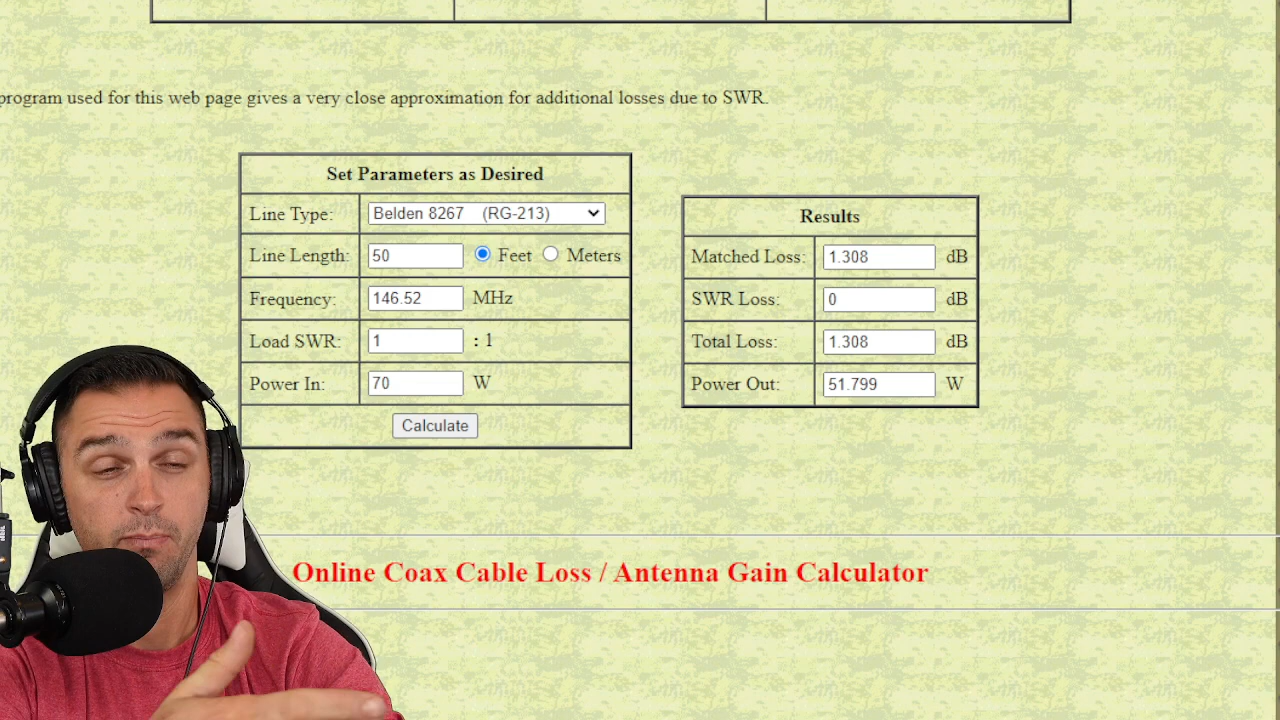 program used for this web page gives a very close approximation for additional losses due to SWR.
Set Parameters as Desired
Line Type: Belden 8267 (RG-213)
Line Length: 50 Feet Meters
Frequency: 146.52 MHz
Load SWR: 1 : 1
Power In: 70 W
Calculate
Results
Matched Loss: 1.308 dB
SWR Loss: 0 dB
Total Loss: 1.308 dB
Power Out: 51.799 W
Online Coax Cable Loss / Antenna Gain Calculator